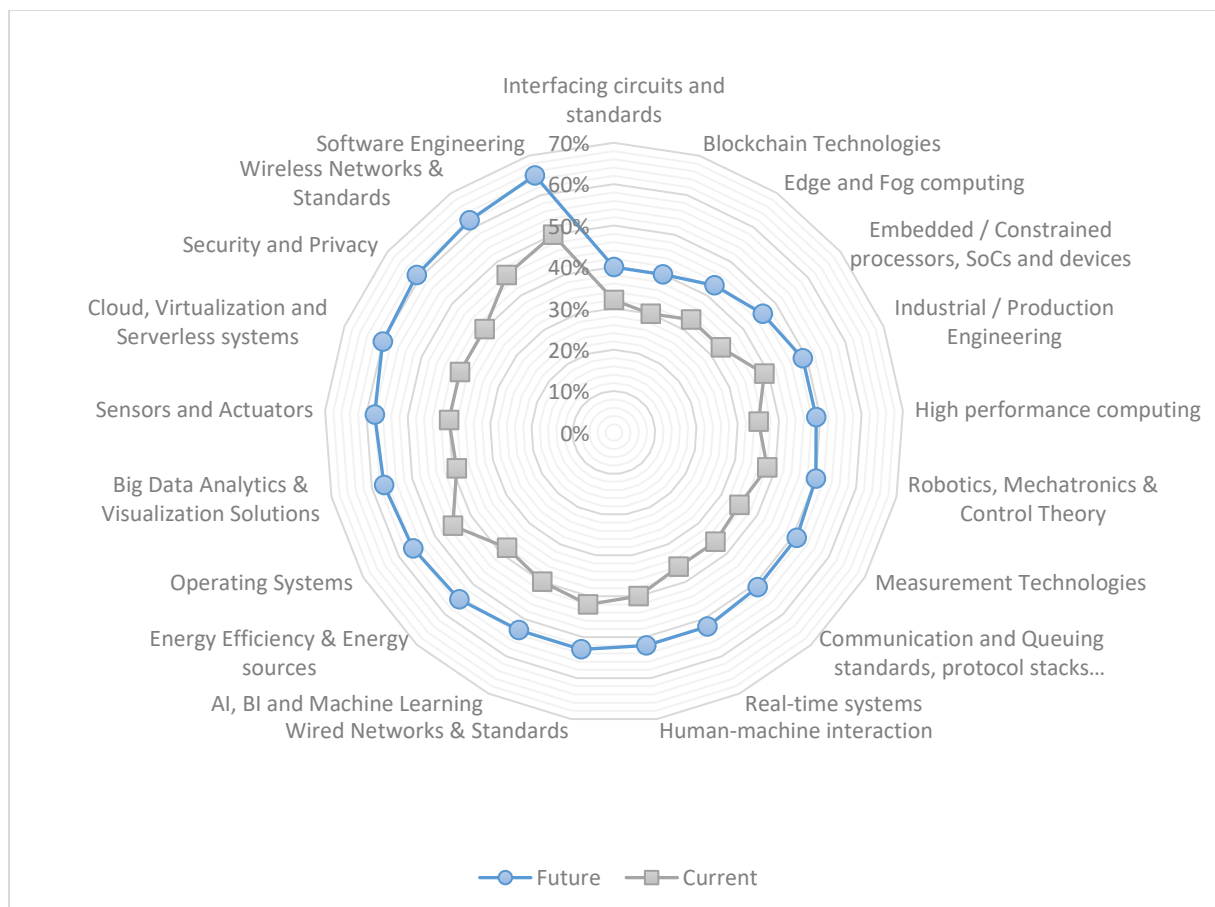 Interfacing circuits and
standards
Blockchain Technologies
Edge and Fog computing
Embedded / Constrained
processors, SoCs and devices
Industrial / Production
Engineering
High performance computing
Robotics, Mechatronics &
Control Theory
Measurement Technologies
Communication and Queuing
standards, protocol stacks…
Real-time systems
Human-machine interaction
Wired Networks & Standards
AI, BI and Machine Learning
Energy Efficiency & Energy
sources
Operating Systems
Big Data Analytics &
Visualization Solutions
Sensors and Actuators
Cloud, Virtualization and
Serverless systems
Security and Privacy
Wireless Networks &
Standards
Software Engineering
70%
60%
50%
40%
30%
20%
10%
0%
Future
Current